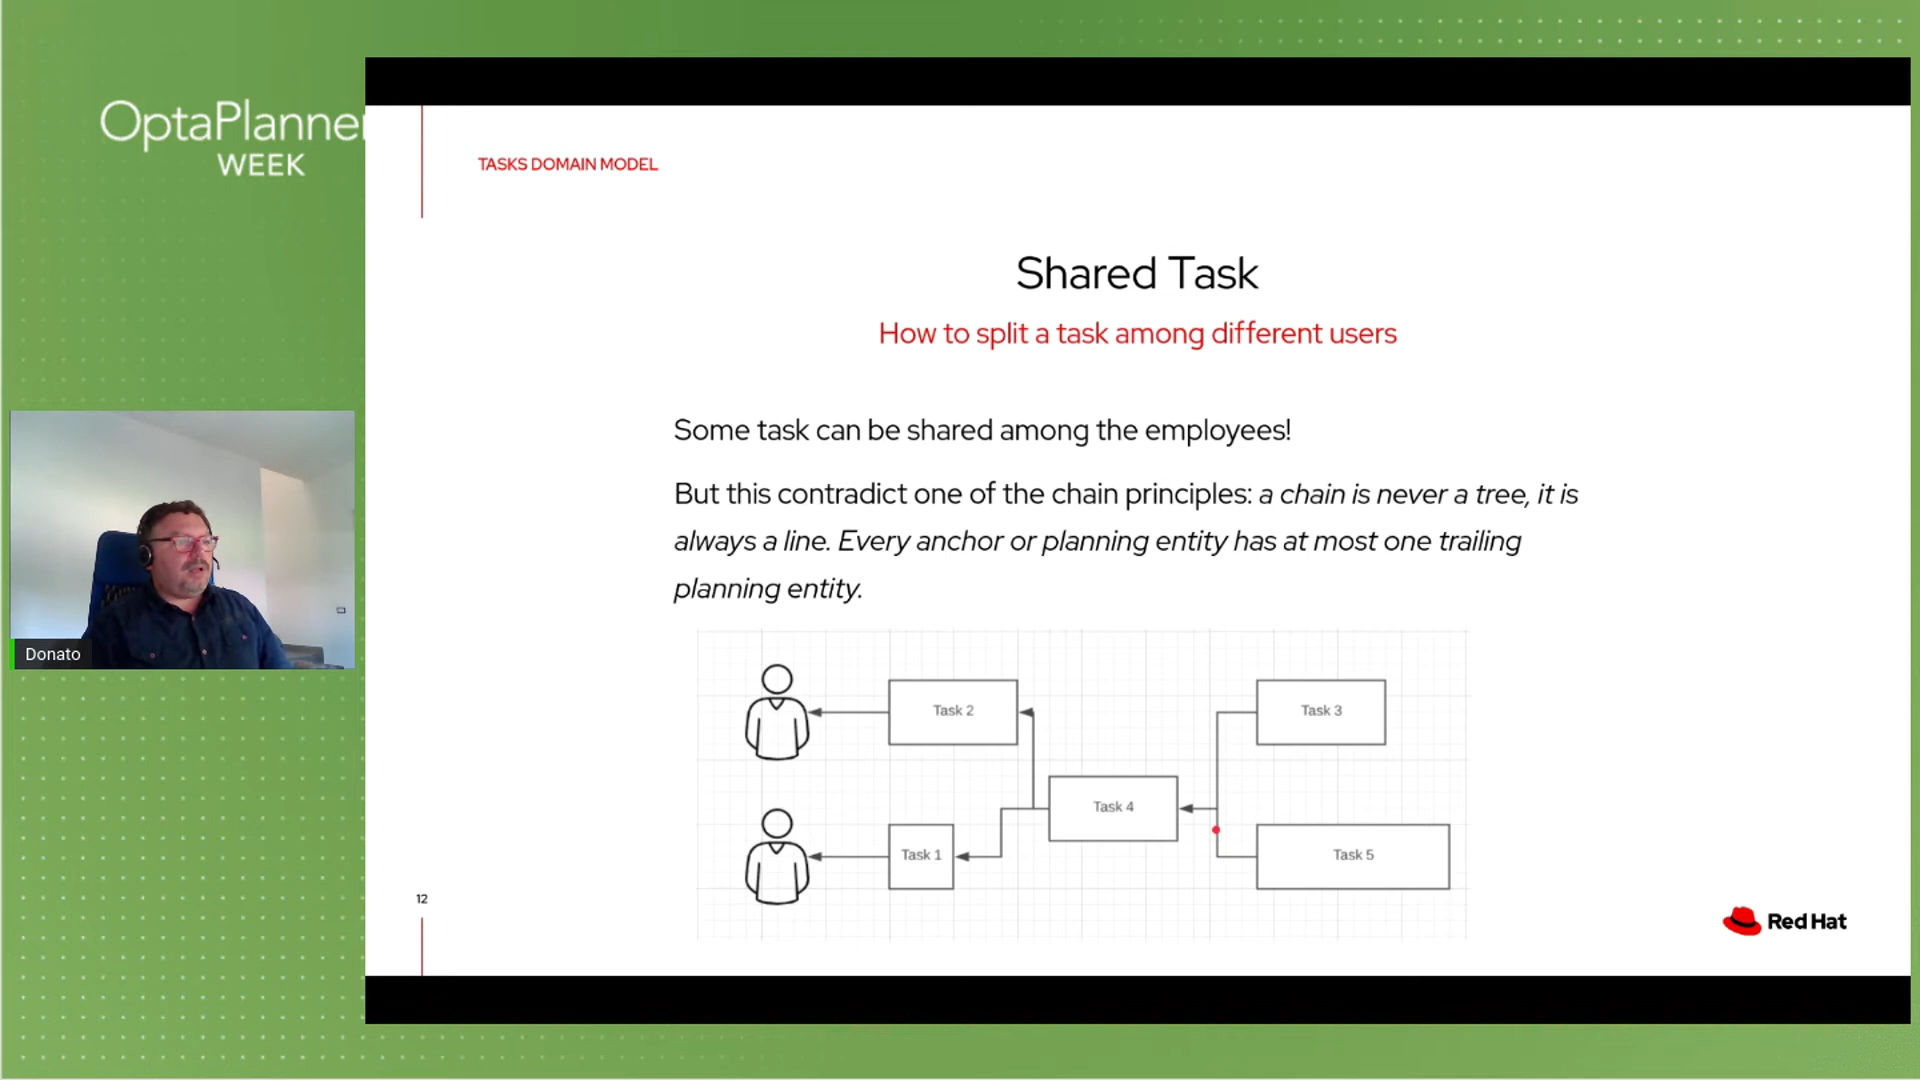 OptaPlanner
WEEK
TASKS DOMAIN MODEL
Shared Task
How to split a task among different users
Some task can be shared among the employees!
But this contradict one of the chain principles: a chain is never a tree, it is
always a line. Every anchor or planning entity has at most one trailing
planning entity.
Task 2
Task 3
Task 4
Task 1
Task 5
Donato
12
Red Hat